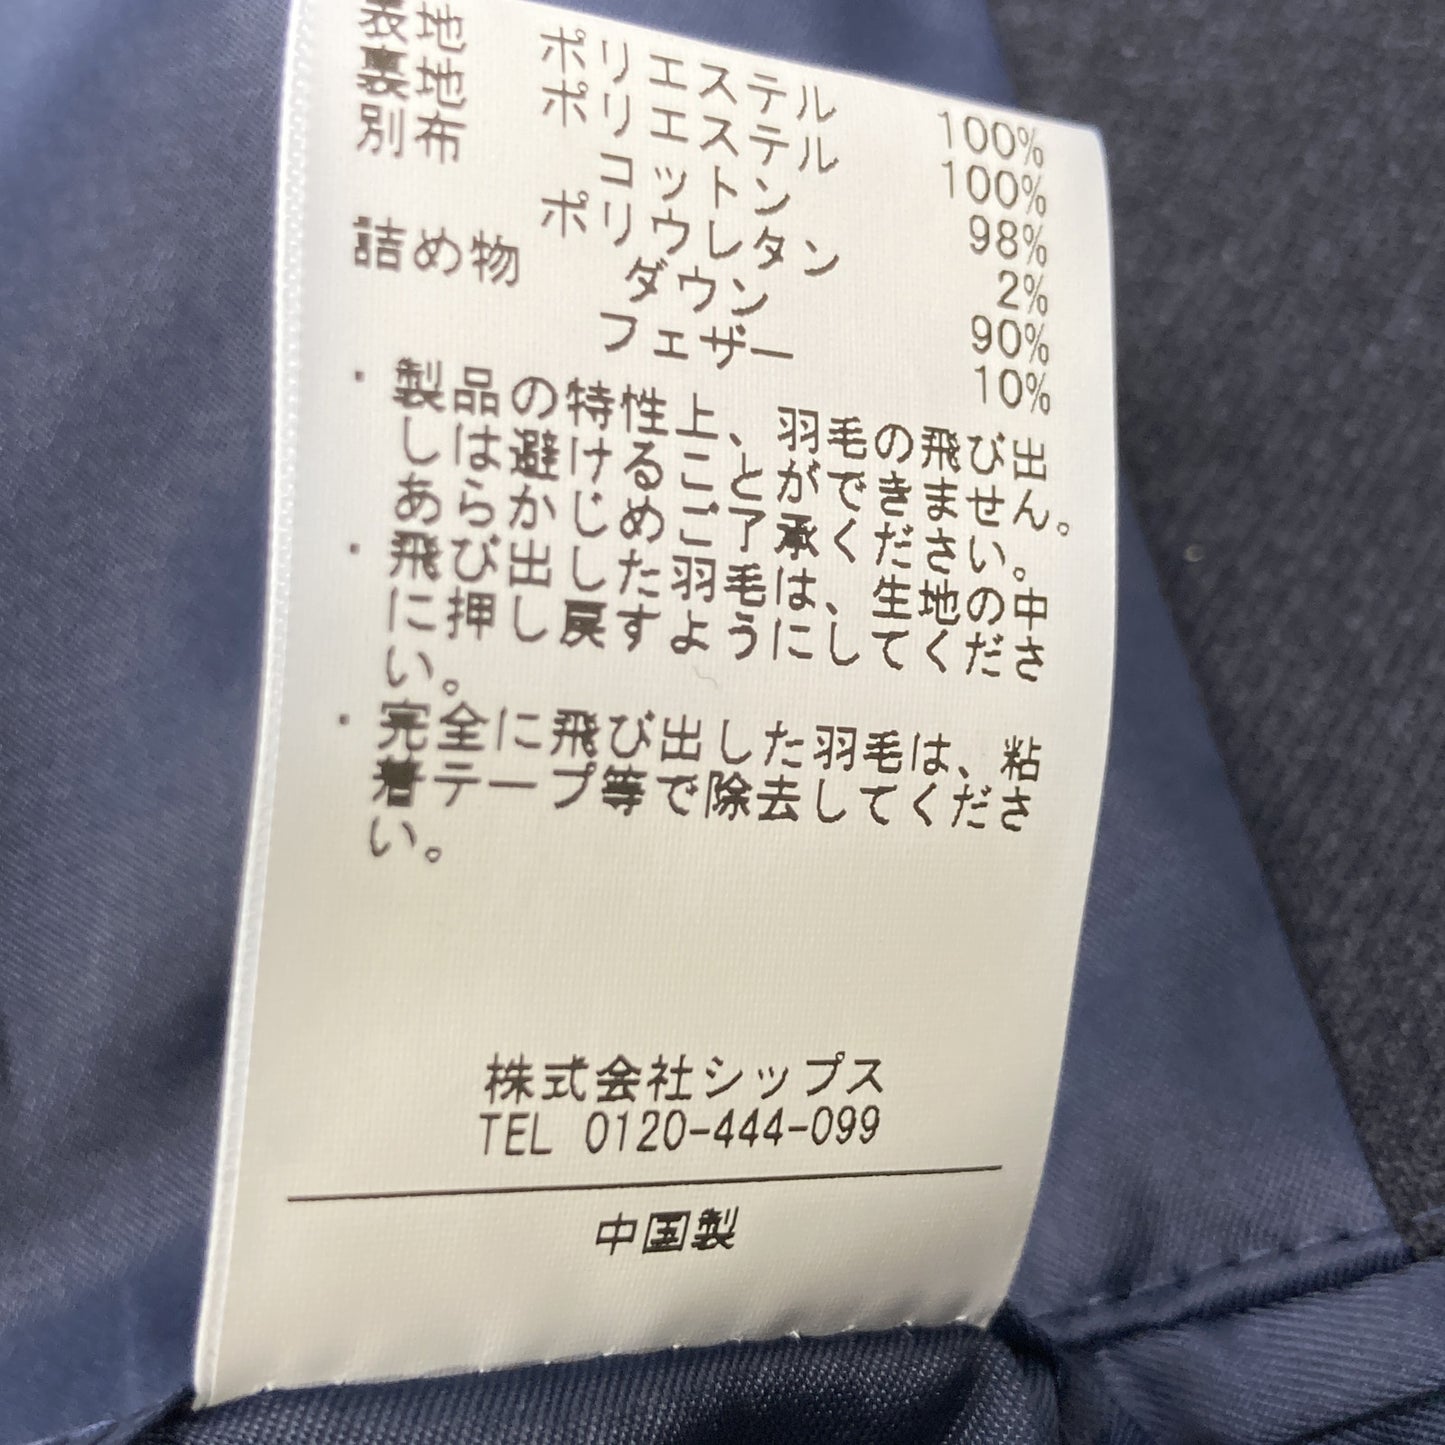 表地 ポリエステル 100%
裏地 ポリエステル 100%
別布 コットン 98%
ポリウレタン 2%
詰め物 ダウン 90%
フェザー 10%
・製品の特性上、羽毛の飛び出
しは避けることができません。
あらかじめご了承ください。
・飛び出した羽毛は、生地の中
に押し戻すようにしてくださ
い。
・完全に飛び出した羽毛は、粘
着テープ等で除去してくださ
い。
株式会社シップス
TEL 0120-444-099
中国製